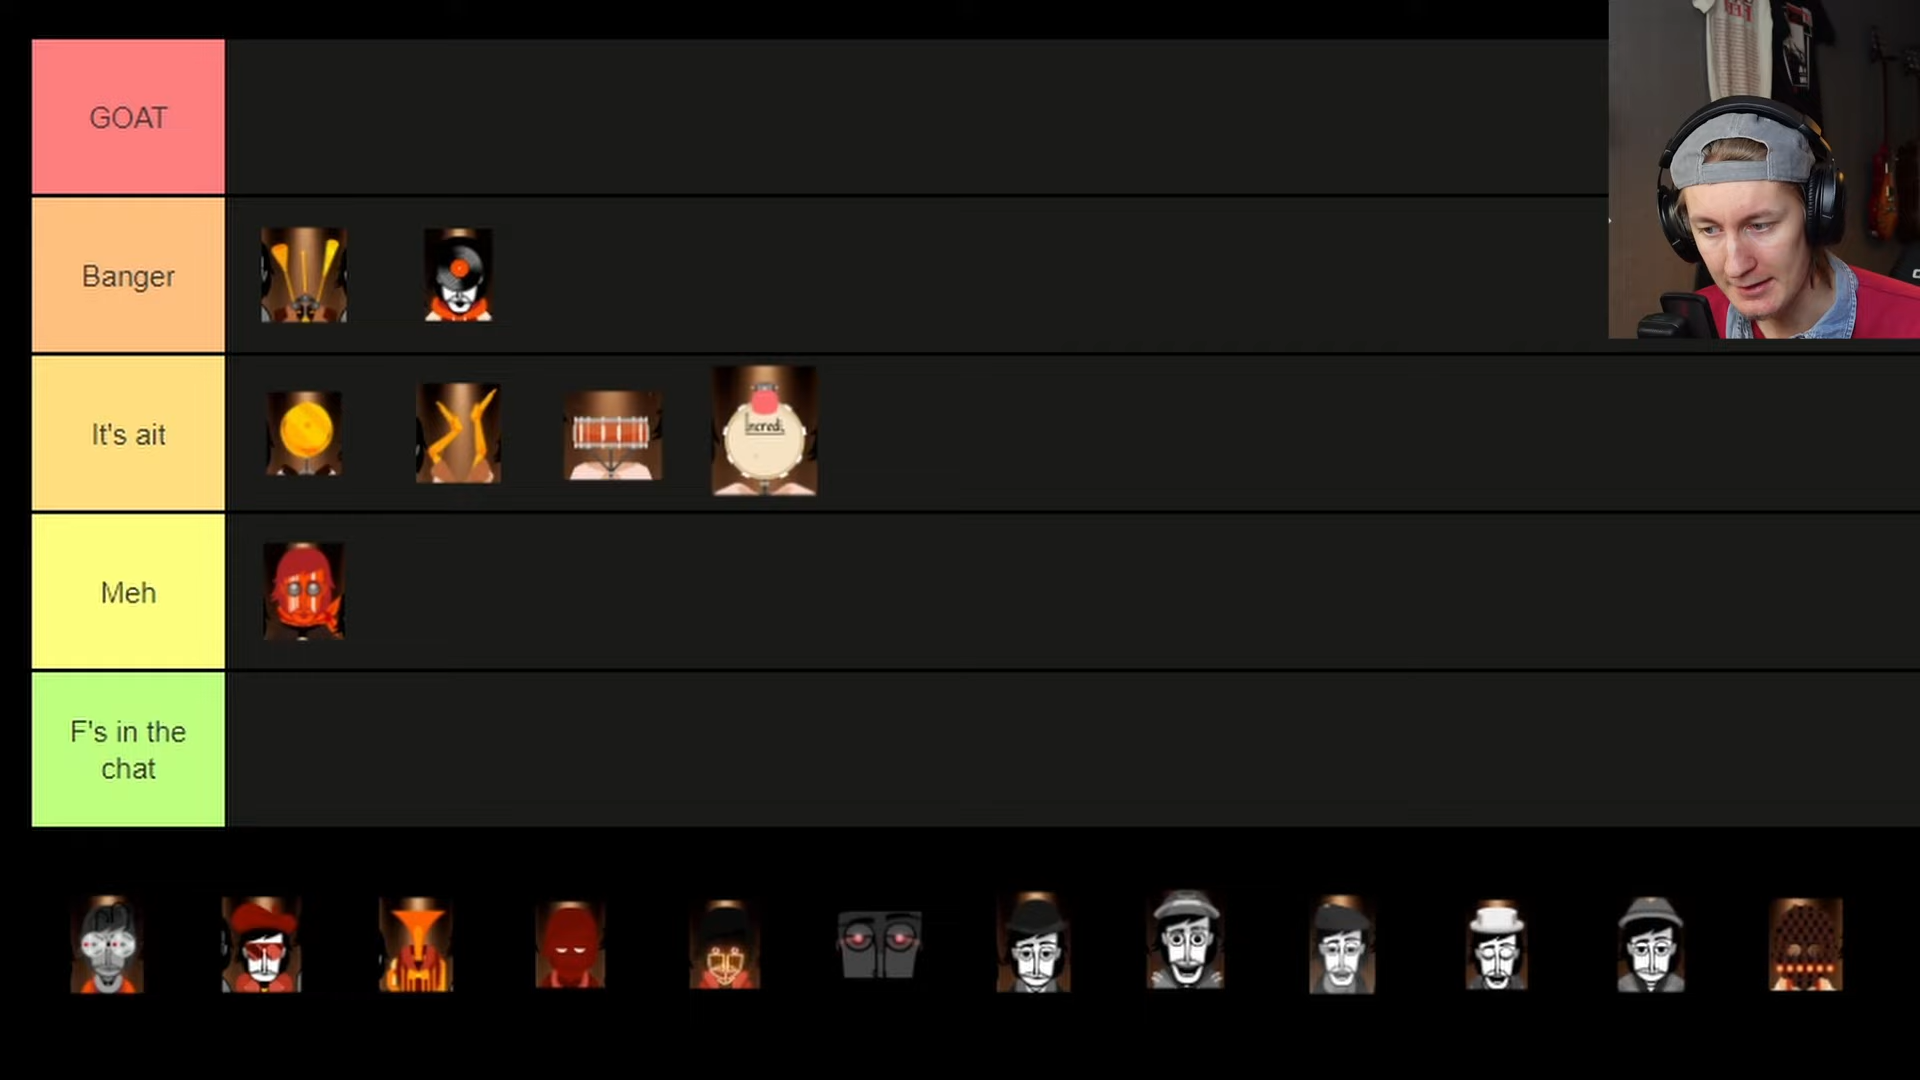 GOAT
Banger
It's ait
Incredi
Meh
F's in the
chat